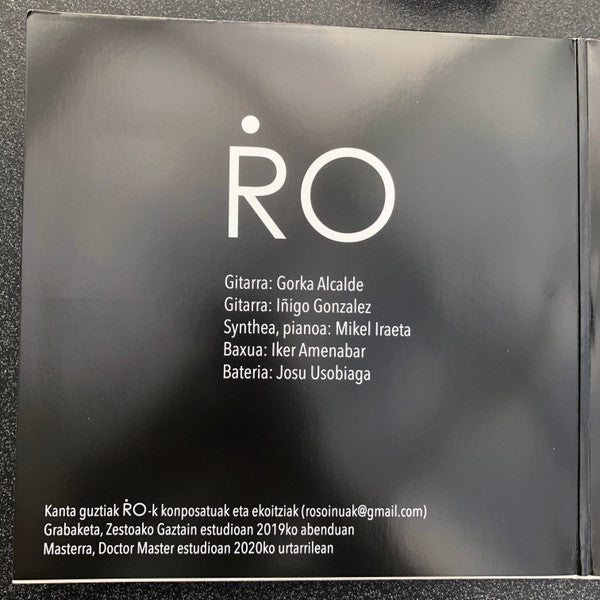 ṘO
Gitarra: Gorka Alcalde
Gitarra: Iñigo Gonzalez
Synthea, pianoa: Mikel Iraeta
Baxua: Iker Amenabar
Bateria: Josu Usobiaga
Kanta guztiak ṘO-k konposatuak eta ekoitziak (rosoinuak@gmail.com)
Grabaketa, Zestoako Gaztain estudioan 2019ko abenduan
Masterra, Doctor Master estudioan 2020ko urtarrilean